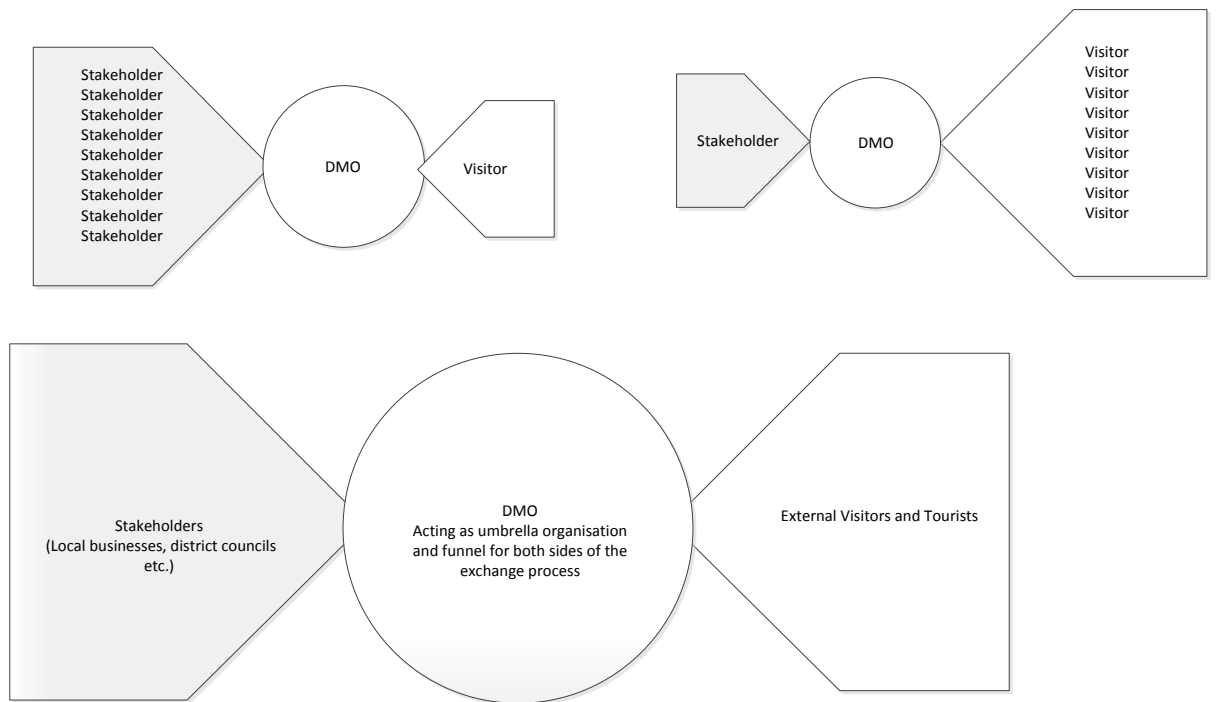 Stakeholder
Stakeholder
Stakeholder
Stakeholder
Stakeholder
Stakeholder
Stakeholder
Stakeholder
Stakeholder
DMO
Visitor
Stakeholder
DMO
Visitor
Visitor
Visitor
Visitor
Visitor
Visitor
Visitor
Visitor
Visitor
Stakeholders
(Local businesses, district councils
etc.)
DMO
Acting as umbrella organisation
and funnel for both sides of the
exchange process
External Visitors and Tourists